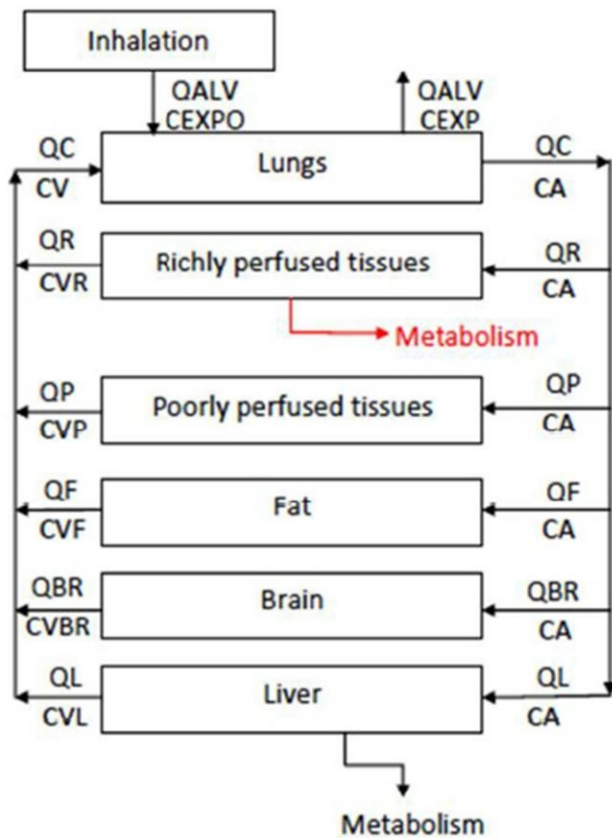 Inhalation
QALV
CEXPO
QALV
CEXP
QC
CV
Lungs
QC
CA
QR
CVR
Richly perfused tissues
QR
CA
Metabolism
QP
CVP
Poorly perfused tissues
QP
CA
QF
CVF
Fat
QF
CA
QBR
CVBR
Brain
QBR
CA
QL
CVL
Liver
QL
CA
Metabolism